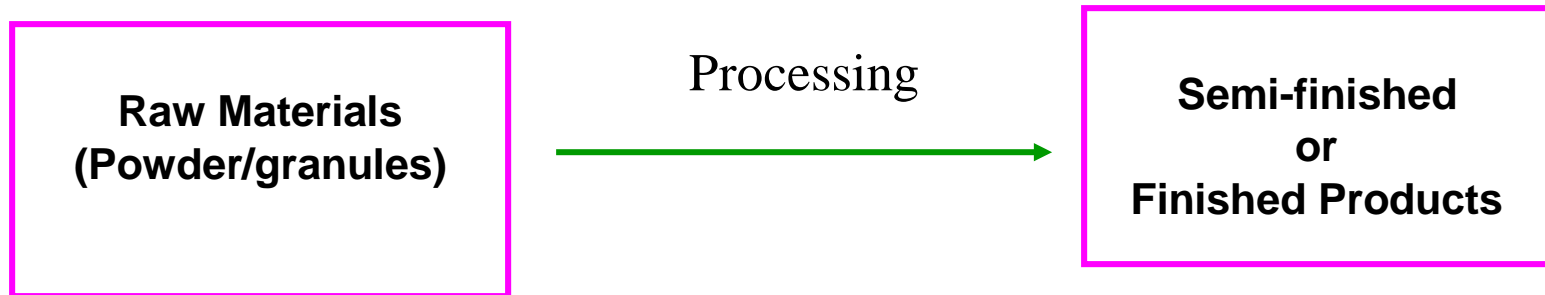 Raw Materials
(Powder/granules)
Processing
Semi-finished
or
Finished Products